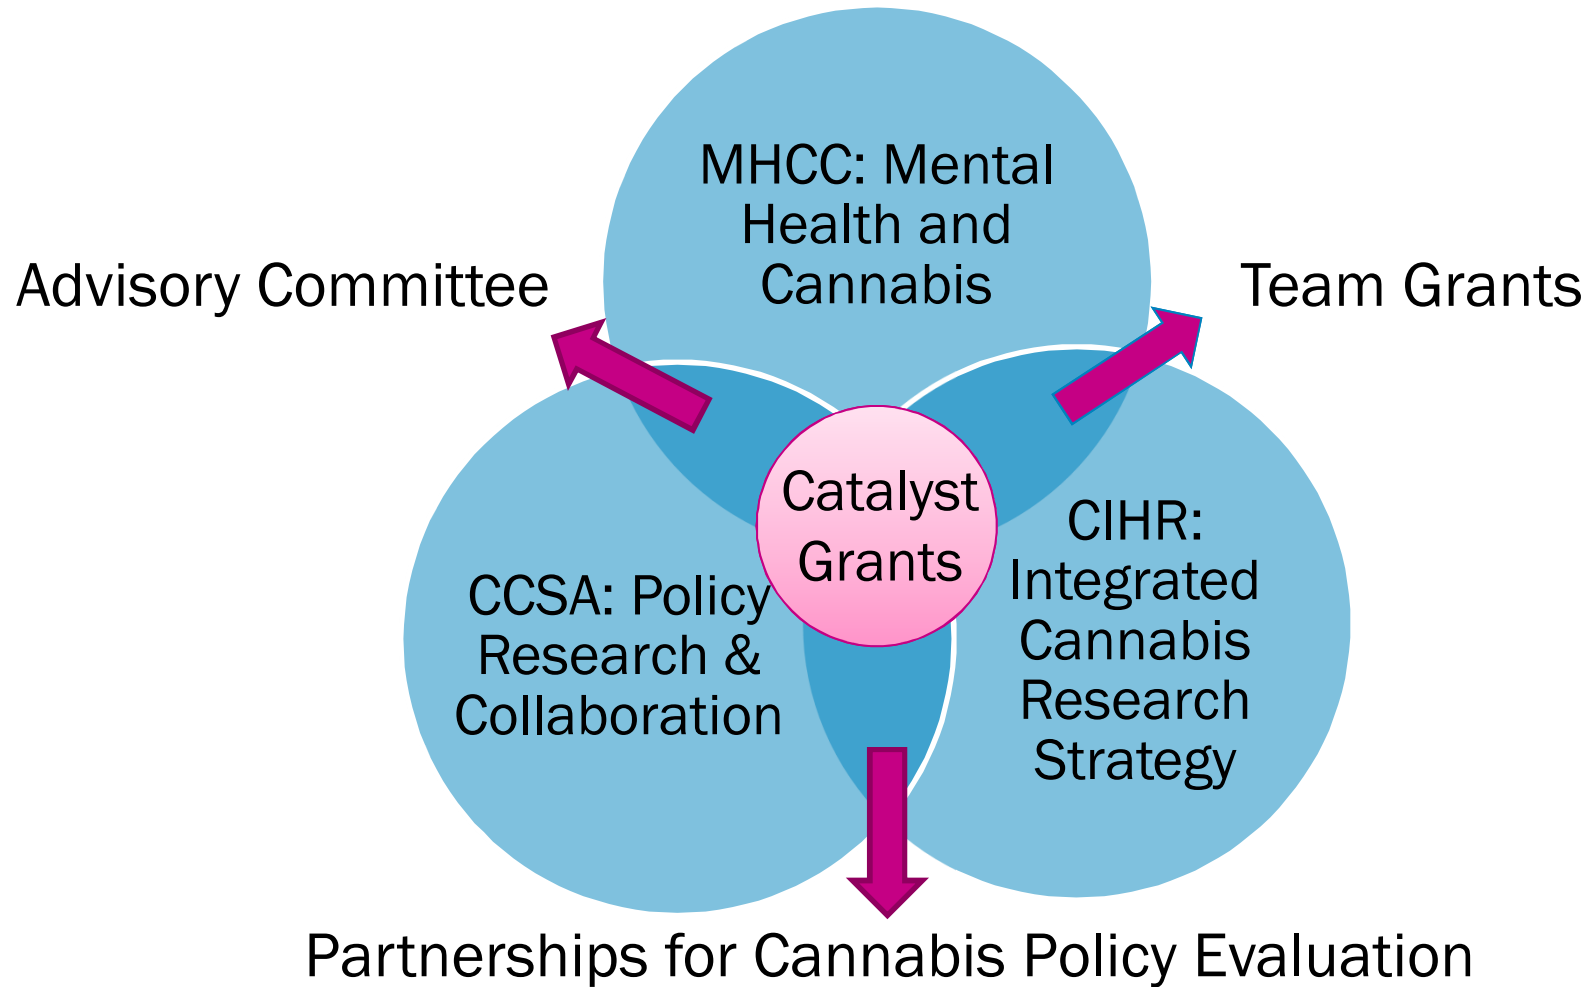 MHCC: Mental
Health and
Cannabis
Advisory Committee
Team Grants
Catalyst
Grants
CCSA: Policy
Research &
Collaboration
CIHR:
Integrated
Cannabis
Research
Strategy
Partnerships for Cannabis Policy Evaluation